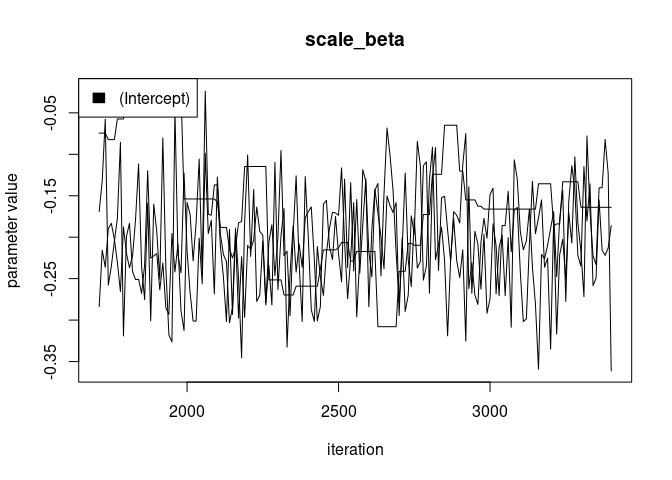 scale_beta
(Intercept)
-0.05
-0.15
-0.25
-0.35
parameter value
2000 2500 3000
iteration